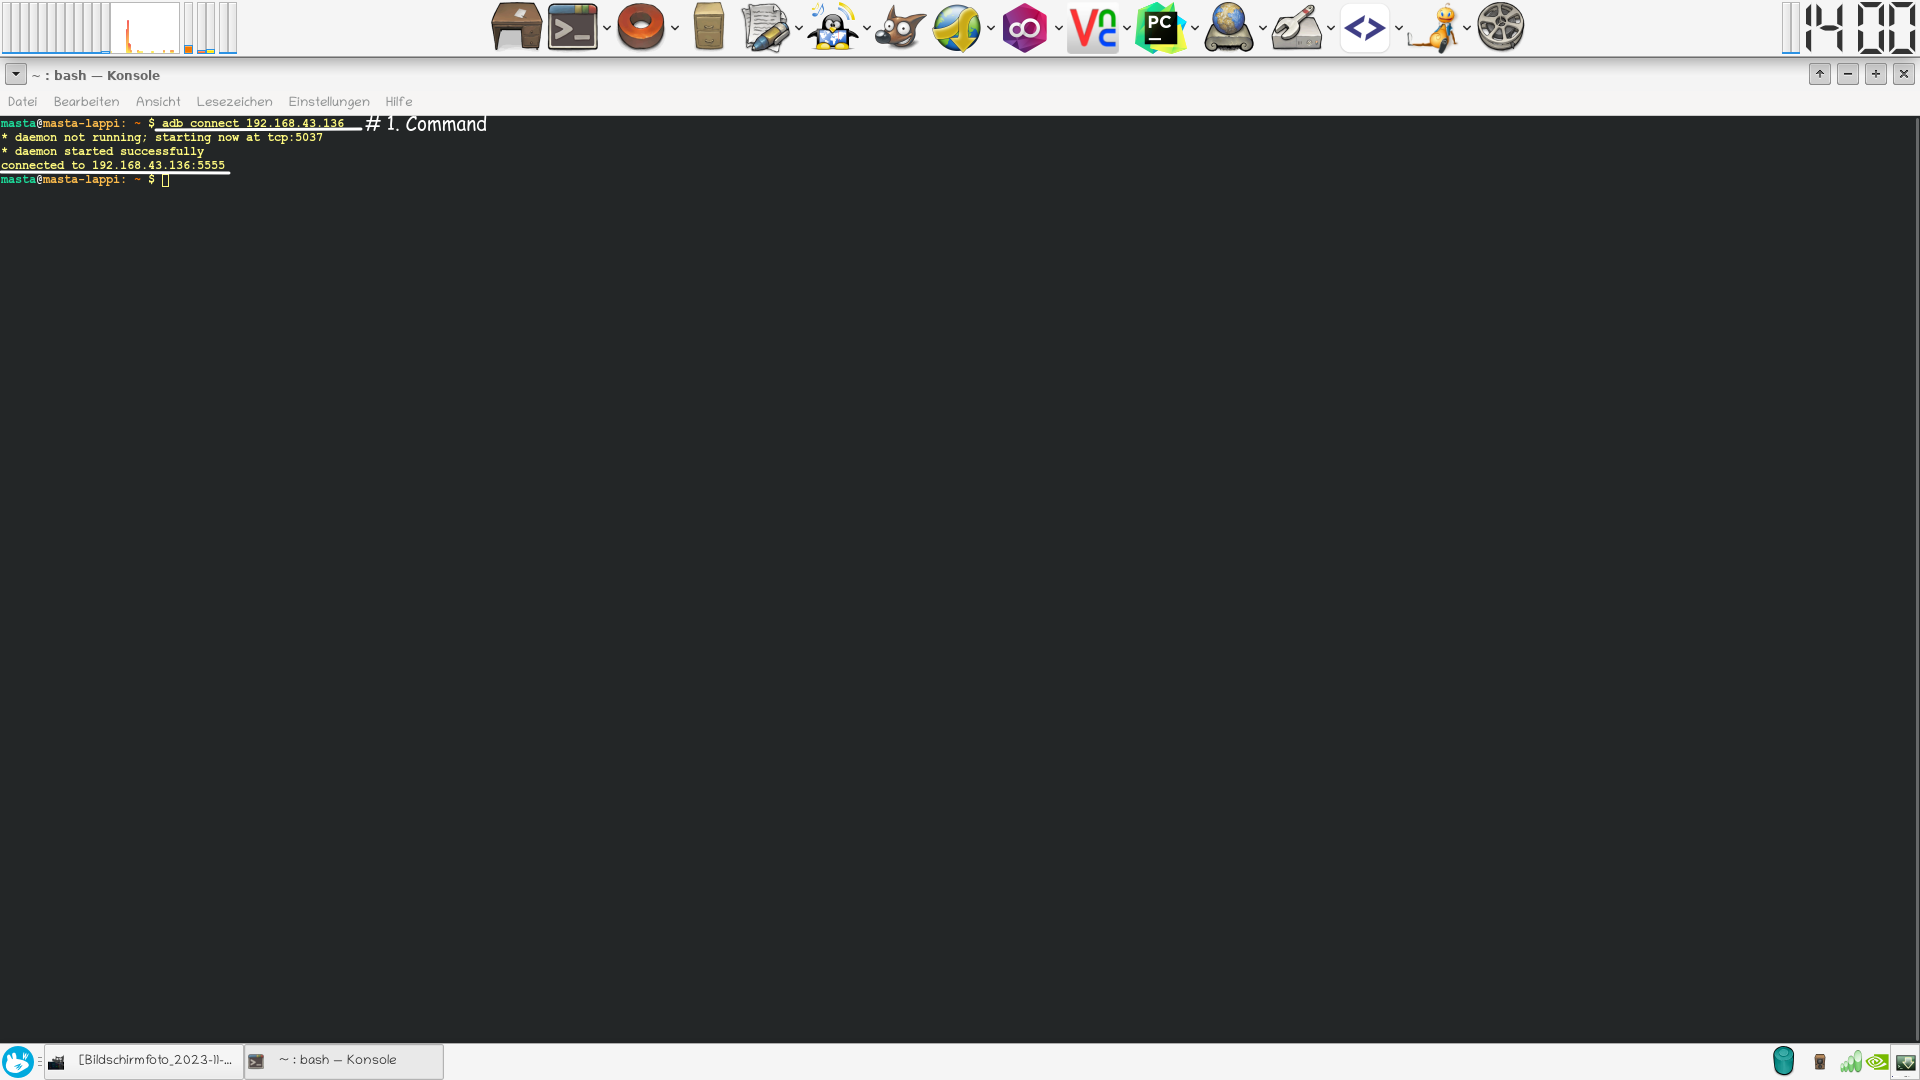 14 00
VNC
PC
~ : bash — Konsole
Datei Bearbeiten Ansicht Lesezeichen Einstellungen Hilfe
masta@masta-lappi: ~ $ adb connect 192.168.43.136 # 1. Command
* daemon not running; starting now at tcp:5037
* daemon started successfully
connected to 192.168.43.136:5555
masta@masta-lappi: ~ $
[Bildschirmfoto_2023-11-...
~ : bash — Konsole